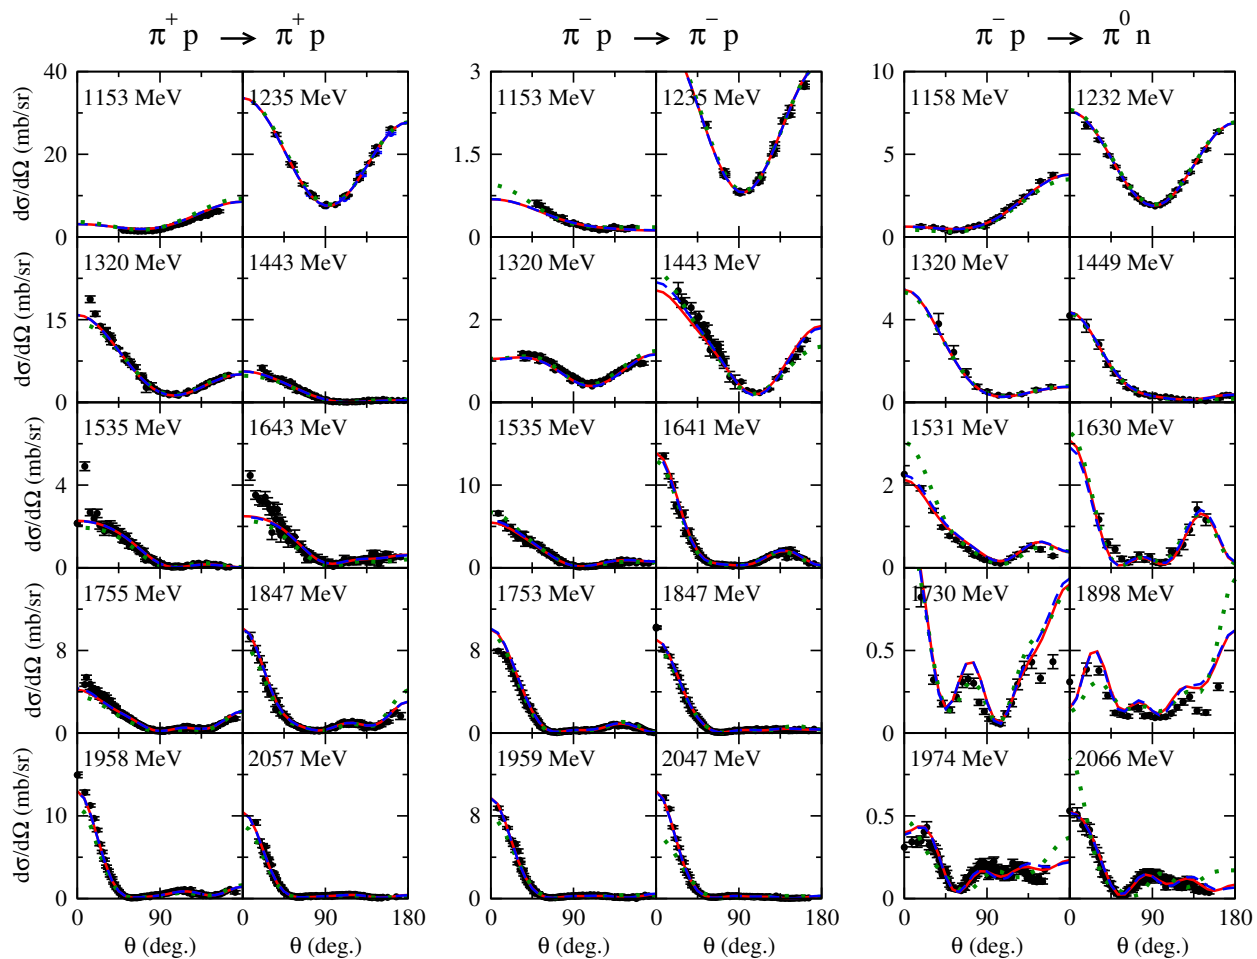 π⁺ p → π⁺ p
π⁻ p → π⁻ p
π⁻ p → π⁰ n
dσ/dΩ (mb/sr)
40
20
0
1153 MeV
1235 MeV
3
1.5
0
1153 MeV
1235 MeV
10
5
0
1158 MeV
1232 MeV
dσ/dΩ (mb/sr)
15
0
1320 MeV
1443 MeV
2
0
1320 MeV
1443 MeV
4
0
1320 MeV
1449 MeV
dσ/dΩ (mb/sr)
4
0
1535 MeV
1643 MeV
10
0
1535 MeV
1641 MeV
2
0
1531 MeV
1630 MeV
dσ/dΩ (mb/sr)
8
0
1755 MeV
1847 MeV
8
0
1753 MeV
1847 MeV
0.5
0
1730 MeV
1898 MeV
dσ/dΩ (mb/sr)
10
0
1958 MeV
2057 MeV
8
0
1959 MeV
2047 MeV
0.5
0
1974 MeV
2066 MeV
0 90 0 90 180
0 90 0 90 180
0 90 0 90 180
θ (deg.) θ (deg.)
θ (deg.) θ (deg.)
θ (deg.) θ (deg.)